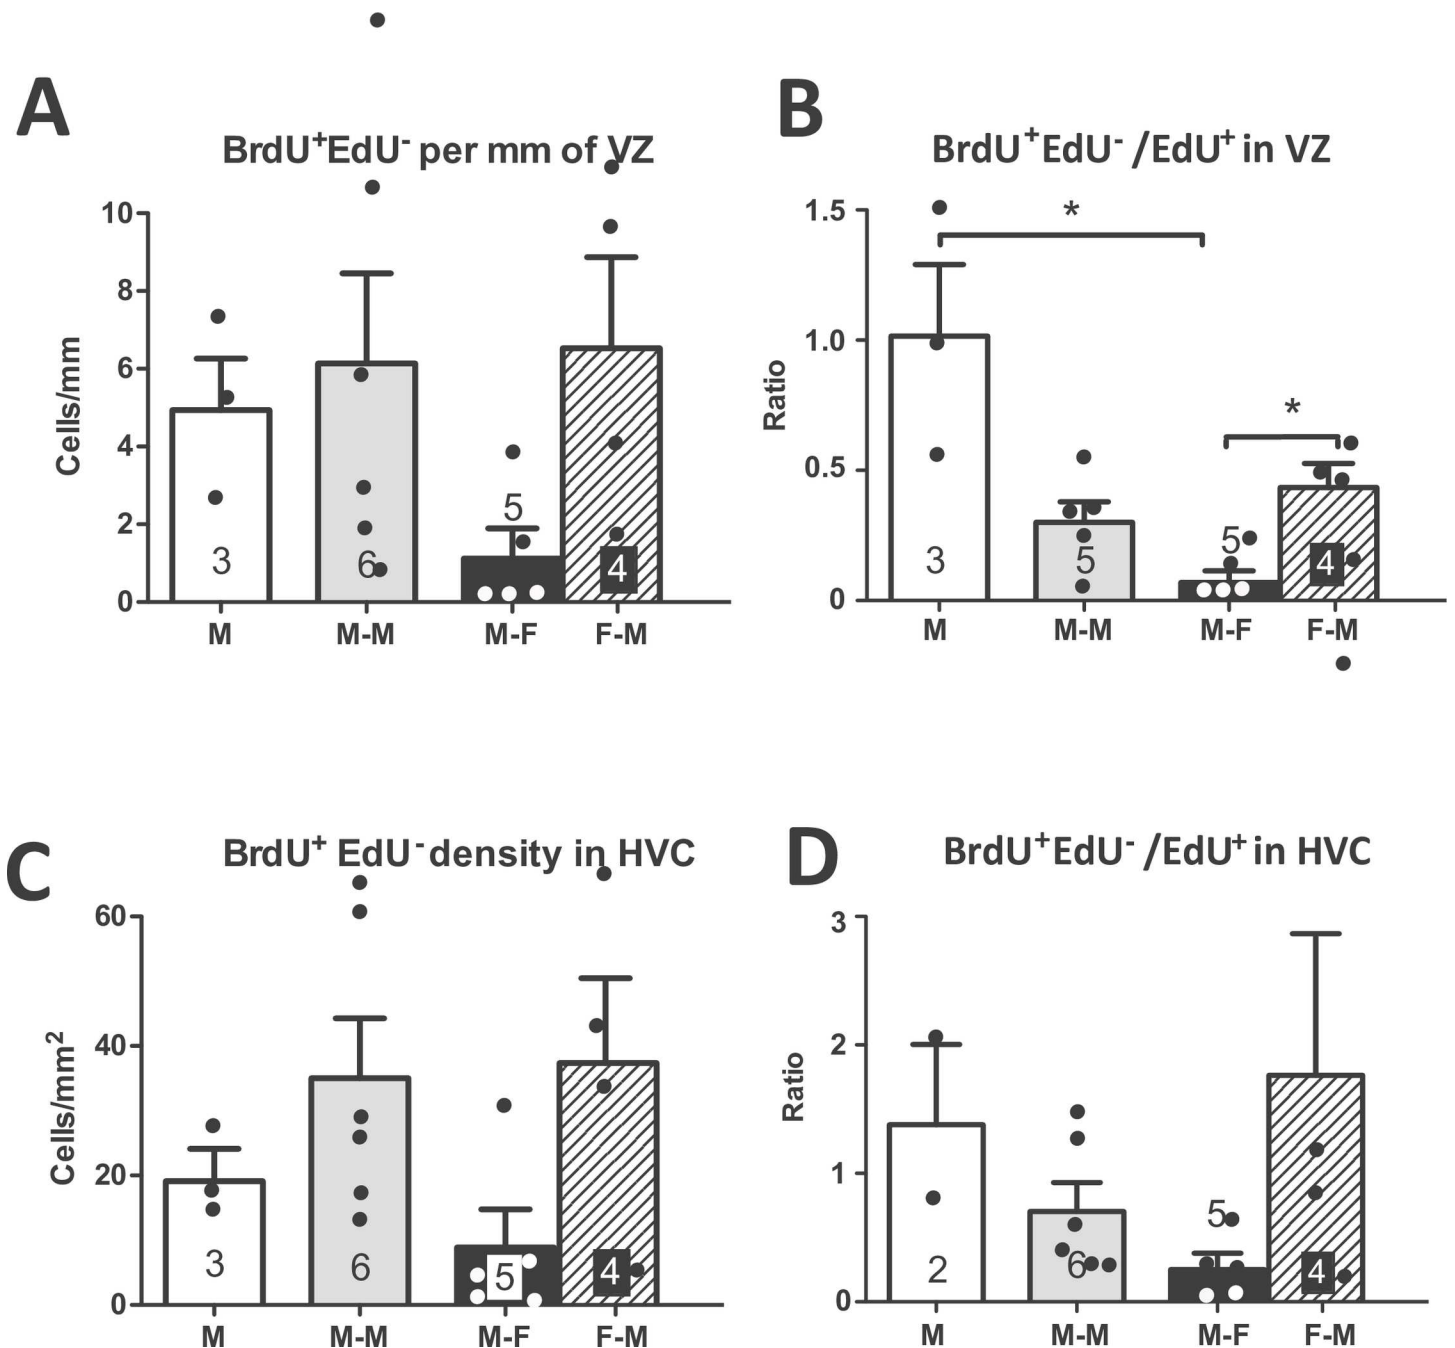 A
BrdU⁺EdU⁻ per mm of VZ
Cells/mm
10
8
6
4
2
0
3
6
5
4
M M-M M-F F-M
B
BrdU⁺EdU⁻ /EdU⁺ in VZ
Ratio
1.5
1.0
0.5
0
*
*
3
5
5
4
M M-M M-F F-M
C
BrdU⁺ EdU⁻ density in HVC
Cells/mm²
60
40
20
0
3
6
5
4
M M-M M-F F-M
D
BrdU⁺EdU⁻ /EdU⁺ in HVC
Ratio
3
2
1
0
2
6
5
4
M M-M M-F F-M